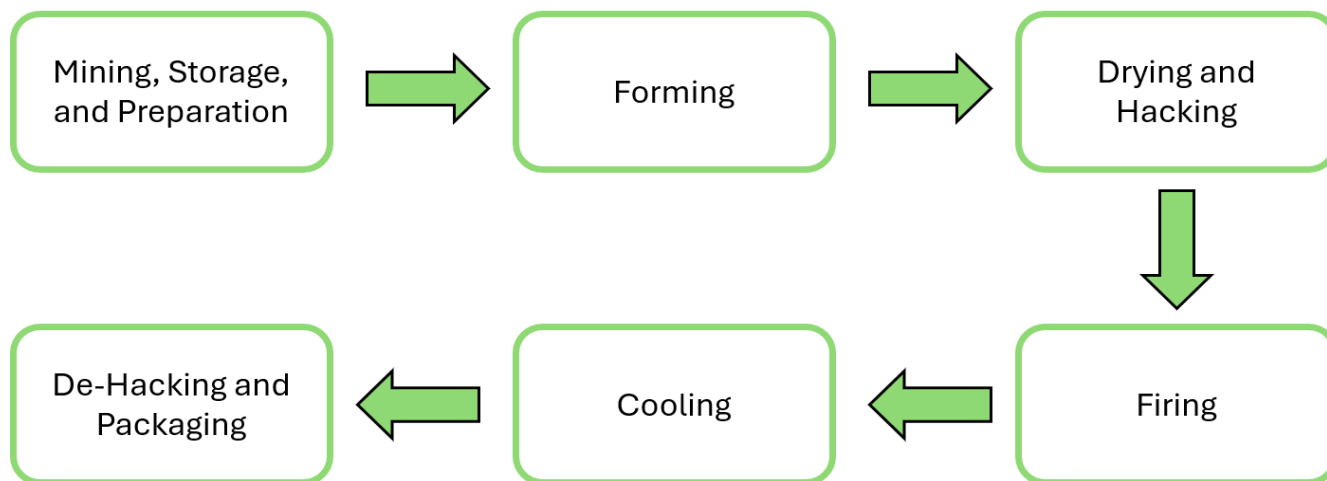 Mining, Storage,
and Preparation
Forming
Drying and
Hacking
Firing
Cooling
De-Hacking and
Packaging